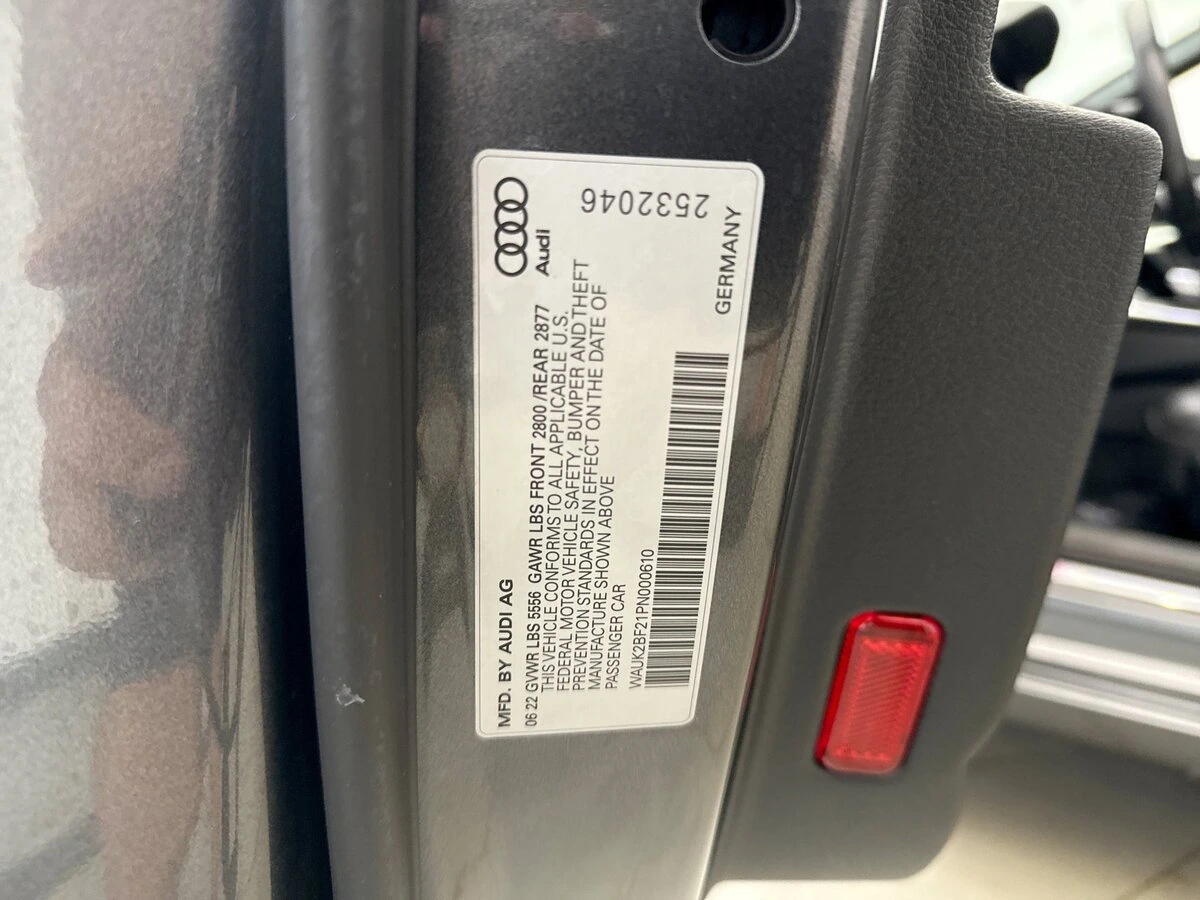 MFD. BY AUDI AG
06 22 GVWR LBS 5556 GAWR LBS FRONT 2800 /REAR 2877
THIS VEHICLE CONFORMS TO ALL APPLICABLE U.S.
FEDERAL MOTOR VEHICLE SAFETY, BUMPER AND THEFT
PREVENTION STANDARDS IN EFFECT ON THE DATE OF
MANUFACTURE SHOWN ABOVE
PASSENGER CAR
WAUK2BF21PN000610
Audi
2532046
GERMANY